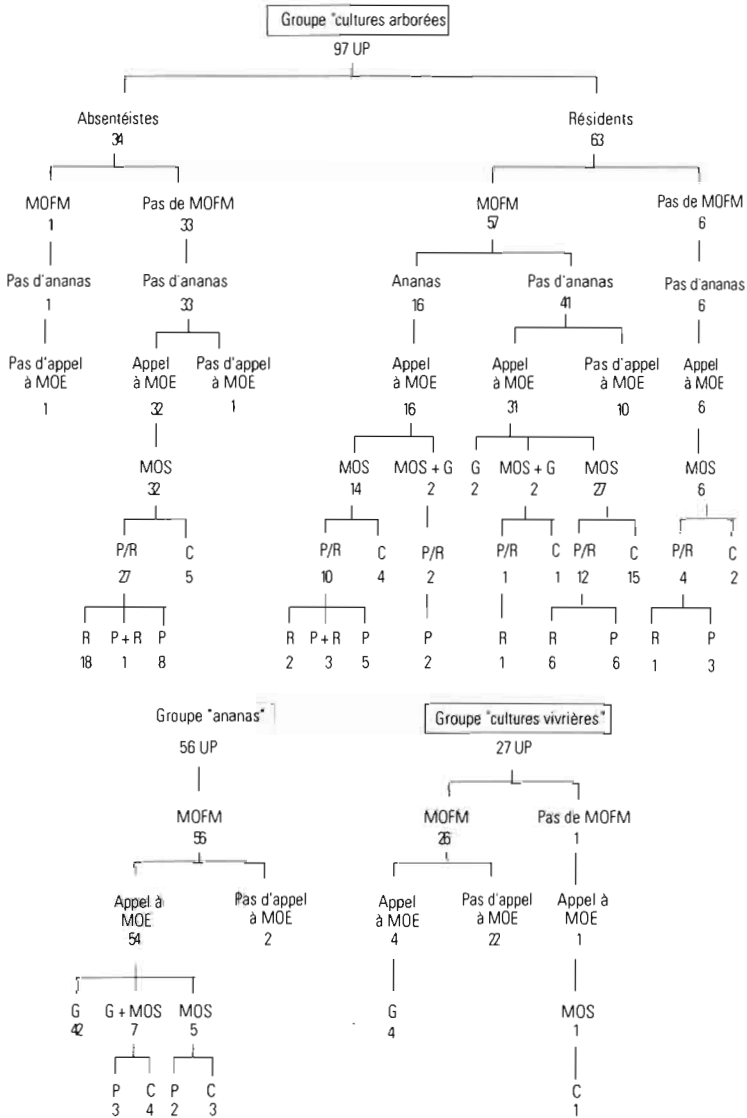 Groupe "cultures arborées
97 UP
Absentéistes Résidents
34 63
MOFM Pas de MOFM MOFM Pas de MOFM
1 33 57 6
Pas d'ananas Pas d'ananas Ananas Pas d'ananas Pas d'ananas
1 33 16 41 6
Pas d'appel Appel Pas d'appel Appel Appel Pas d'appel Appel
à MOE à MOE à MOE à MOE à MOE à MOE à MOE
1 32 1 16 31 10 6
MOS MOS MOS + G G MOS + G MOS MOS
32 14 2 2 2 27 6
P/R C P/R C P/R P/R C P/R C P/R C
27 5 10 4 2 1 1 12 15 4 2
R P + R P R P + R P P R R P R P
18 1 8 2 3 5 2 1 6 6 1 3
Groupe "ananas" Groupe "cultures vivrières"
56 UP 27 UP
MOFM MOFM Pas de MOFM
56 26 1
Appel à Pas d'appel Appel Pas d'appel Appel à
MOE à MOE à MOE à MOE MOE
54 2 4 22 1
G G + MOS MOS G MOS
42 7 5 4 1
P C P C C
3 4 2 3 1